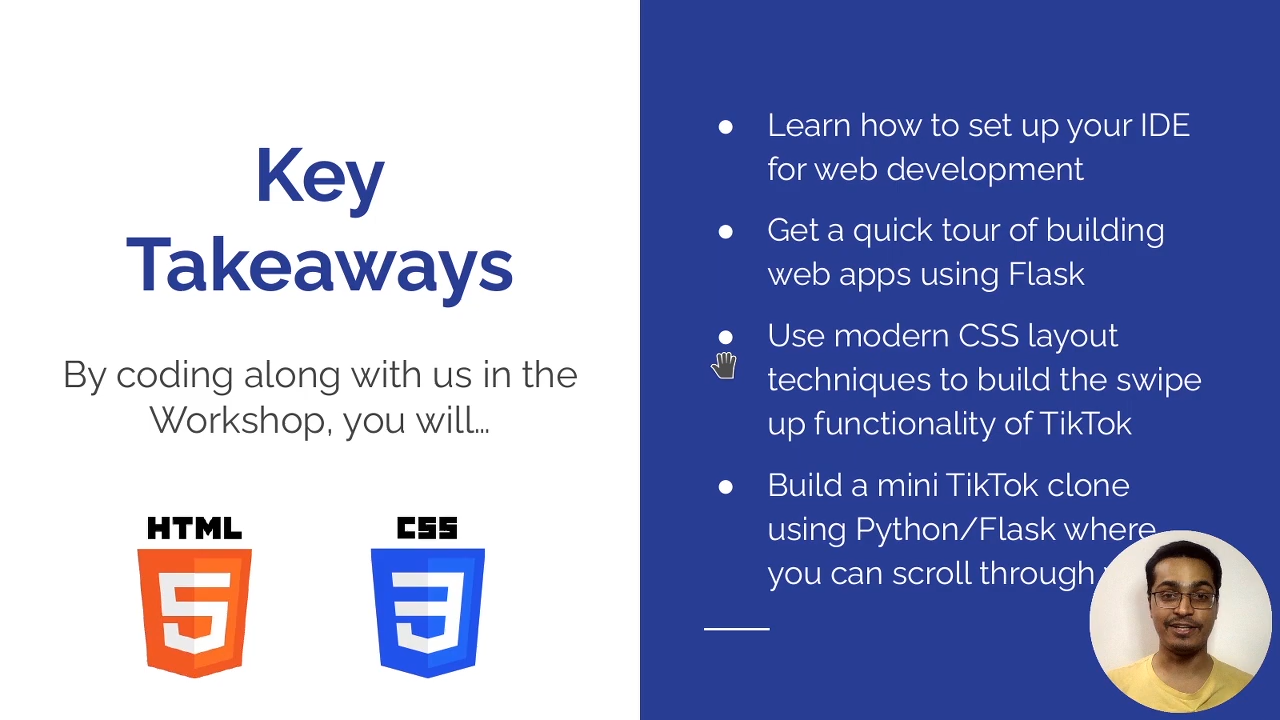 Key
Takeaways
By coding along with us in the
Workshop, you will...
HTML
5
CSS
3
Learn how to set up your IDE
for web development
Get a quick tour of building
web apps using Flask
Use modern CSS layout
techniques to build the swipe
up functionality of TikTok
Build a mini TikTok clone
using Python/Flask where
you can scroll through